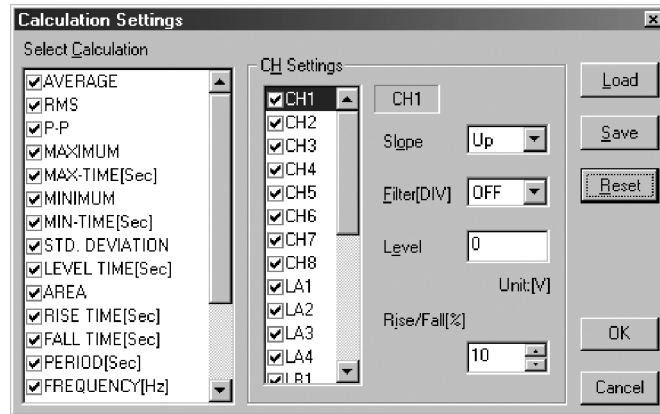 Calculation Settings
Select Calculation
AVERAGE
RMS
P-P
MAXIMUM
MAX-TIME[Sec]
MINIMUM
MIN-TIME[Sec]
STD. DEVIATION
LEVEL TIME[Sec]
AREA
RISE TIME[Sec]
FALL TIME[Sec]
PERIOD[Sec]
FREQUENCY[Hz]
CH Settings
CH1
CH2
CH3
CH4
CH5
CH6
CH7
CH8
LA1
LA2
LA3
LA4
LB1
CH1
Slope Up
Filter[DIV] OFF
Level 0
Unit:[V]
Rise/Fall[%]
10
Load
Save
Reset
OK
Cancel